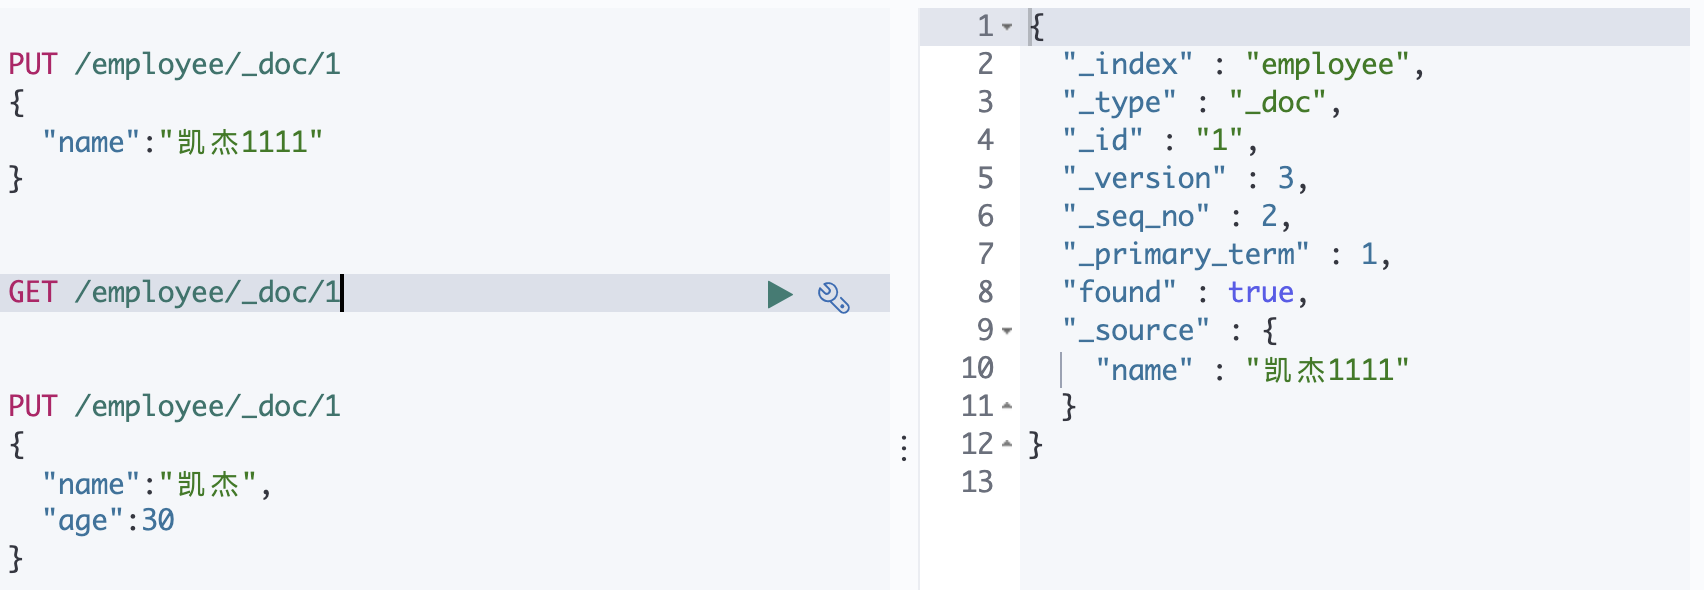 PUT /employee/_doc/1
{
  "name":"凯杰1111"
}
GET /employee/_doc/1
PUT /employee/_doc/1
{
  "name":"凯杰",
  "age":30
}
1 {
2   "_index" : "employee",
3   "_type" : "_doc",
4   "_id" : "1",
5   "_version" : 3,
6   "_seq_no" : 2,
7   "_primary_term" : 1,
8   "found" : true,
9   "_source" : {
10     "name" : "凯杰1111"
11   }
12 }
13